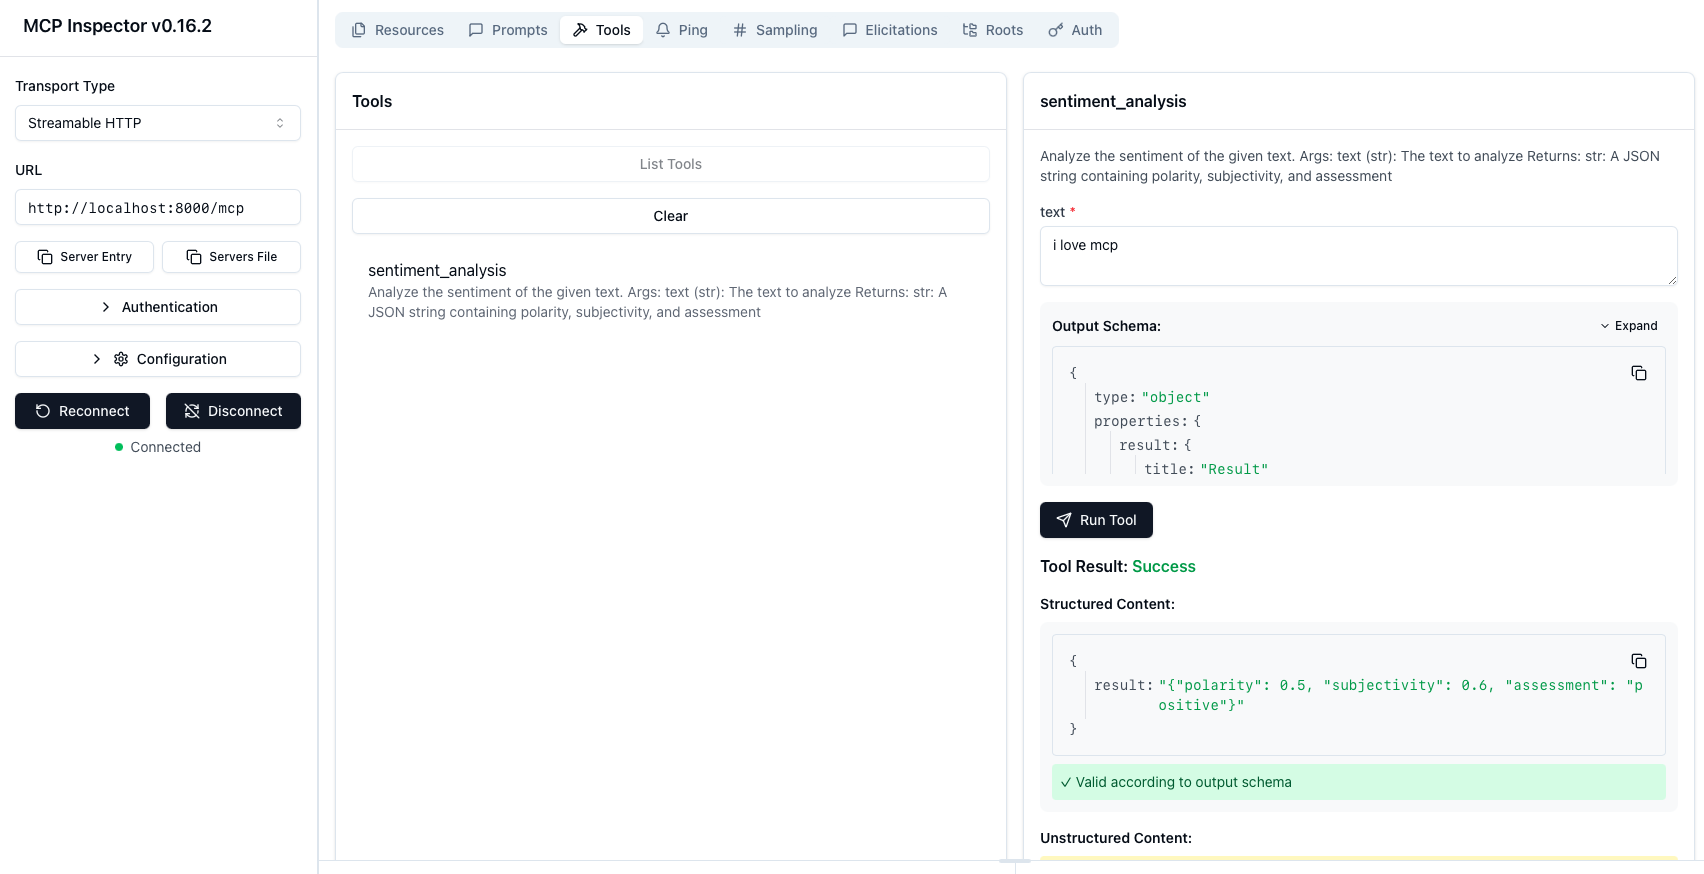 MCP Inspector v0.16.2
Transport Type
Streamable HTTP
URL
http://localhost:8000/mcp
Server Entry
Servers File
Authentication
Configuration
Reconnect
Disconnect
Connected
Resources
Prompts
Tools
Ping
Sampling
Elicitations
Roots
Auth
Tools
List Tools
Clear
sentiment_analysis
Analyze the sentiment of the given text. Args: text (str): The text to analyze Returns: str: A
JSON string containing polarity, subjectivity, and assessment
sentiment_analysis
Analyze the sentiment of the given text. Args: text (str): The text to analyze Returns: str: A JSON
string containing polarity, subjectivity, and assessment
text *
i love mcp
Output Schema:
Expand
{
type: "object"
properties: {
result: {
title: "Result"
Run Tool
Tool Result: Success
Structured Content:
{
result: "{"polarity": 0.5, "subjectivity": 0.6, "assessment": "p
ositive"}"
}
✓ Valid according to output schema
Unstructured Content: